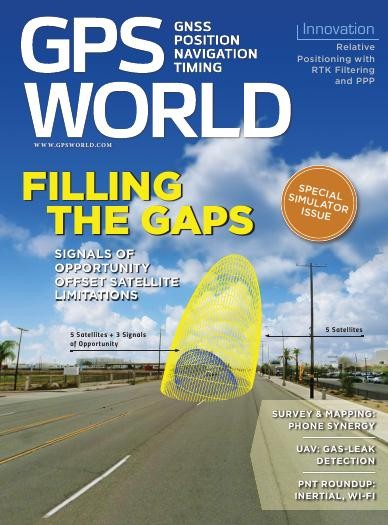 GPS
WORLD
GNSS
POSITION
NAVIGATION
TIMING
WWW.GPSWORLD.COM
Innovation
Relative
Positioning with
RTK Filtering
and PPP
FILLING
THE GAPS
SPECIAL
SIMULATOR
ISSUE
SIGNALS OF
OPPORTUNITY
OFFSET SATELLITE
LIMITATIONS
5 Satellites + 3 Signals
of Opportunity
5 Satellites
SURVEY & MAPPING:
PHONE SYNERGY
UAV: GAS-LEAK
DETECTION
PNT ROUNDUP:
INERTIAL, WI-FI